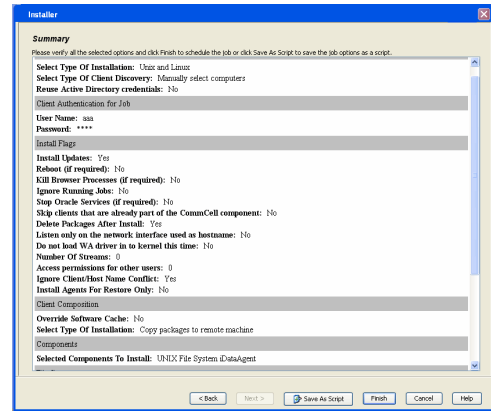 Installer
Summary
Please verify all the selected options and click Finish to schedule the job or click Save As Script to save the job options as a script.
Select Type Of Installation: Unix and Linux
Select Type Of Client Discovery: Manually select computers
Reuse Active Directory credentials: No
Client Authentication for Job
User Name: aaa
Password: ****
Install Flags
Install Updates: Yes
Reboot (if required): No
Kill Browser Processes (if required): No
Ignore Running Jobs: No
Stop Oracle Services (if required): No
Skip clients that are already part of the CommCell component: No
Delete Packages After Install: Yes
Listen only on the network interface used as hostname: No
Do not load WA driver in to kernel this time: No
Number Of Streams: 0
Access permissions for other users: 0
Ignore Client/Host Name Conflict: Yes
Install Agents For Restore Only: No
Client Composition
Override Software Cache: No
Select Type Of Installation: Copy packages to remote machine
Components
Selected Components To Install: UNIX File System iDataAgent
< Back Next > Save As Script Finish Cancel Help